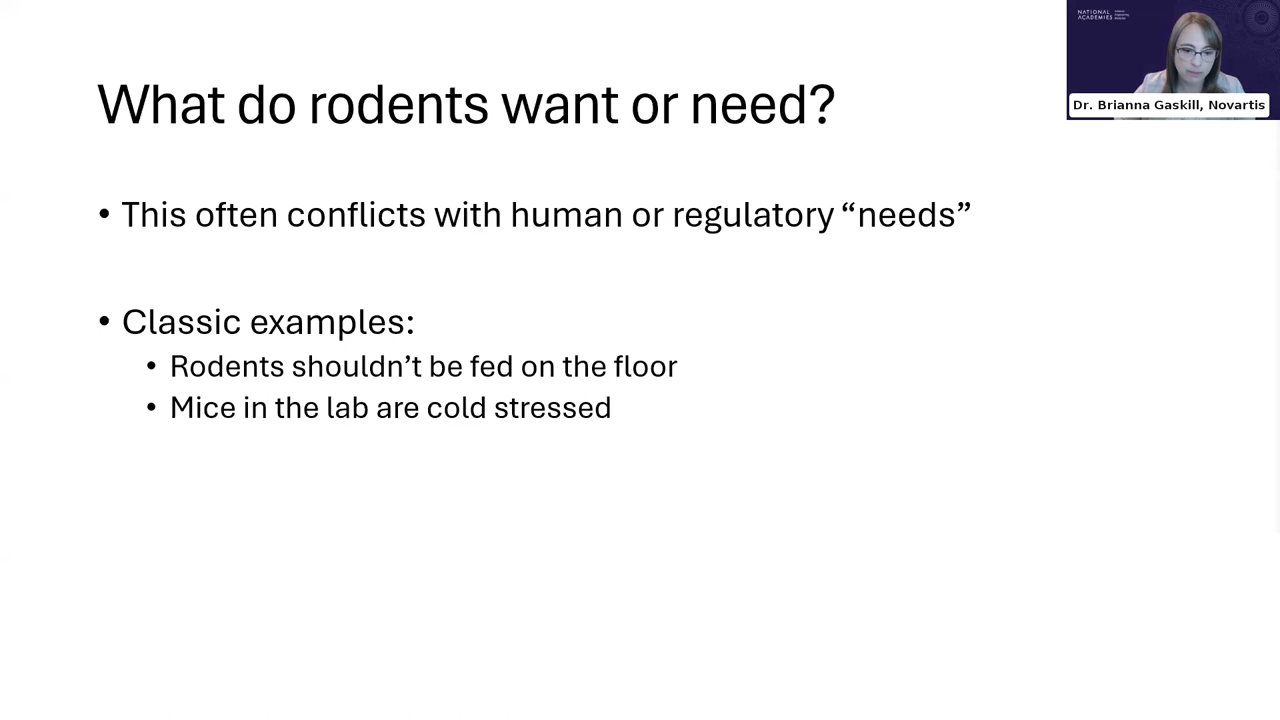 What do rodents want or need?
• This often conflicts with human or regulatory “needs”
• Classic examples:
• Rodents shouldn’t be fed on the floor
• Mice in the lab are cold stressed
NATIONAL
ACADEMIES
Dr. Brianna Gaskill, Novartis